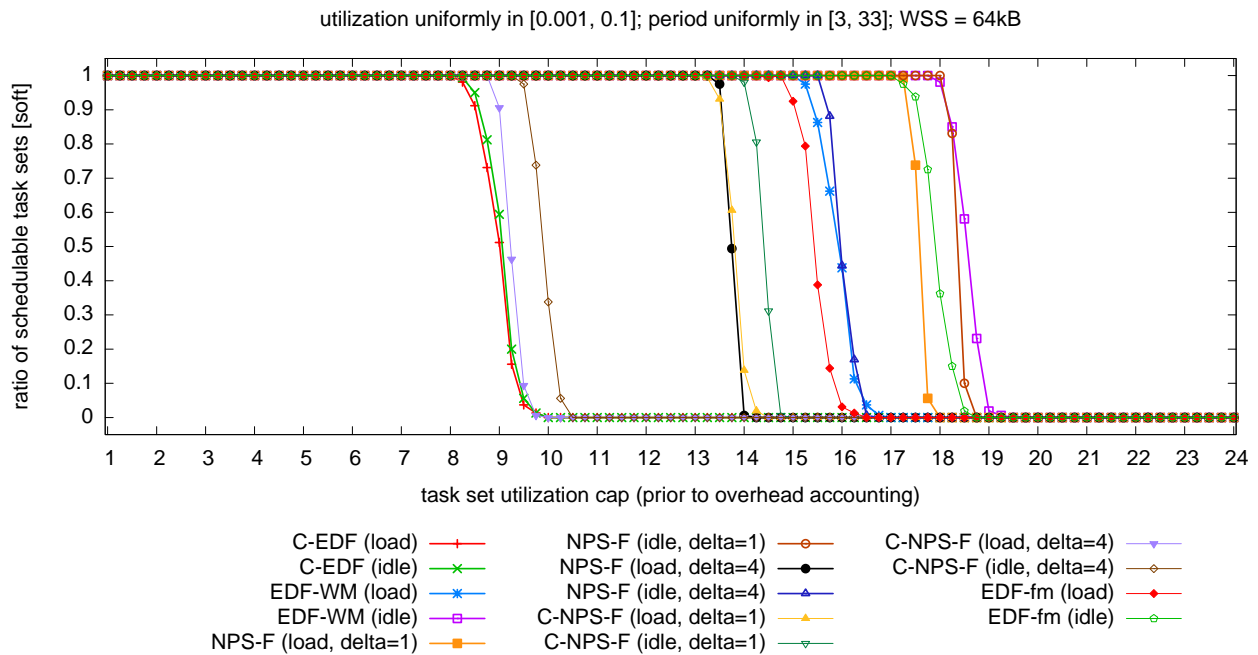 utilization uniformly in [0.001, 0.1]; period uniformly in [3, 33]; WSS = 64kB
ratio of schedulable task sets [soft]
1
0.9
0.8
0.7
0.6
0.5
0.4
0.3
0.2
0.1
0
1 2 3 4 5 6 7 8 9 10 11 12 13 14 15 16 17 18 19 20 21 22 23 24
task set utilization cap (prior to overhead accounting)
C-EDF (load)
C-EDF (idle)
EDF-WM (load)
EDF-WM (idle)
NPS-F (load, delta=1)
NPS-F (idle, delta=1)
NPS-F (load, delta=4)
NPS-F (idle, delta=4)
C-NPS-F (load, delta=1)
C-NPS-F (idle, delta=1)
C-NPS-F (load, delta=4)
C-NPS-F (idle, delta=4)
EDF-fm (load)
EDF-fm (idle)